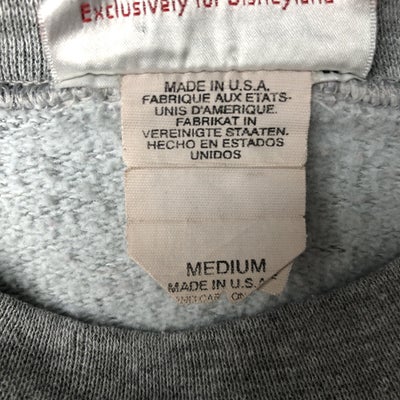 Exclusively for Disneyland
MADE IN U.S.A.
FABRIQUE AUX ETATS-
UNIS D'AMERIQUE.
FABRIKAT IN
VEREINIGTE STAATEN.
HECHO EN ESTADOS
UNIDOS
MEDIUM
MADE IN U.S.A.